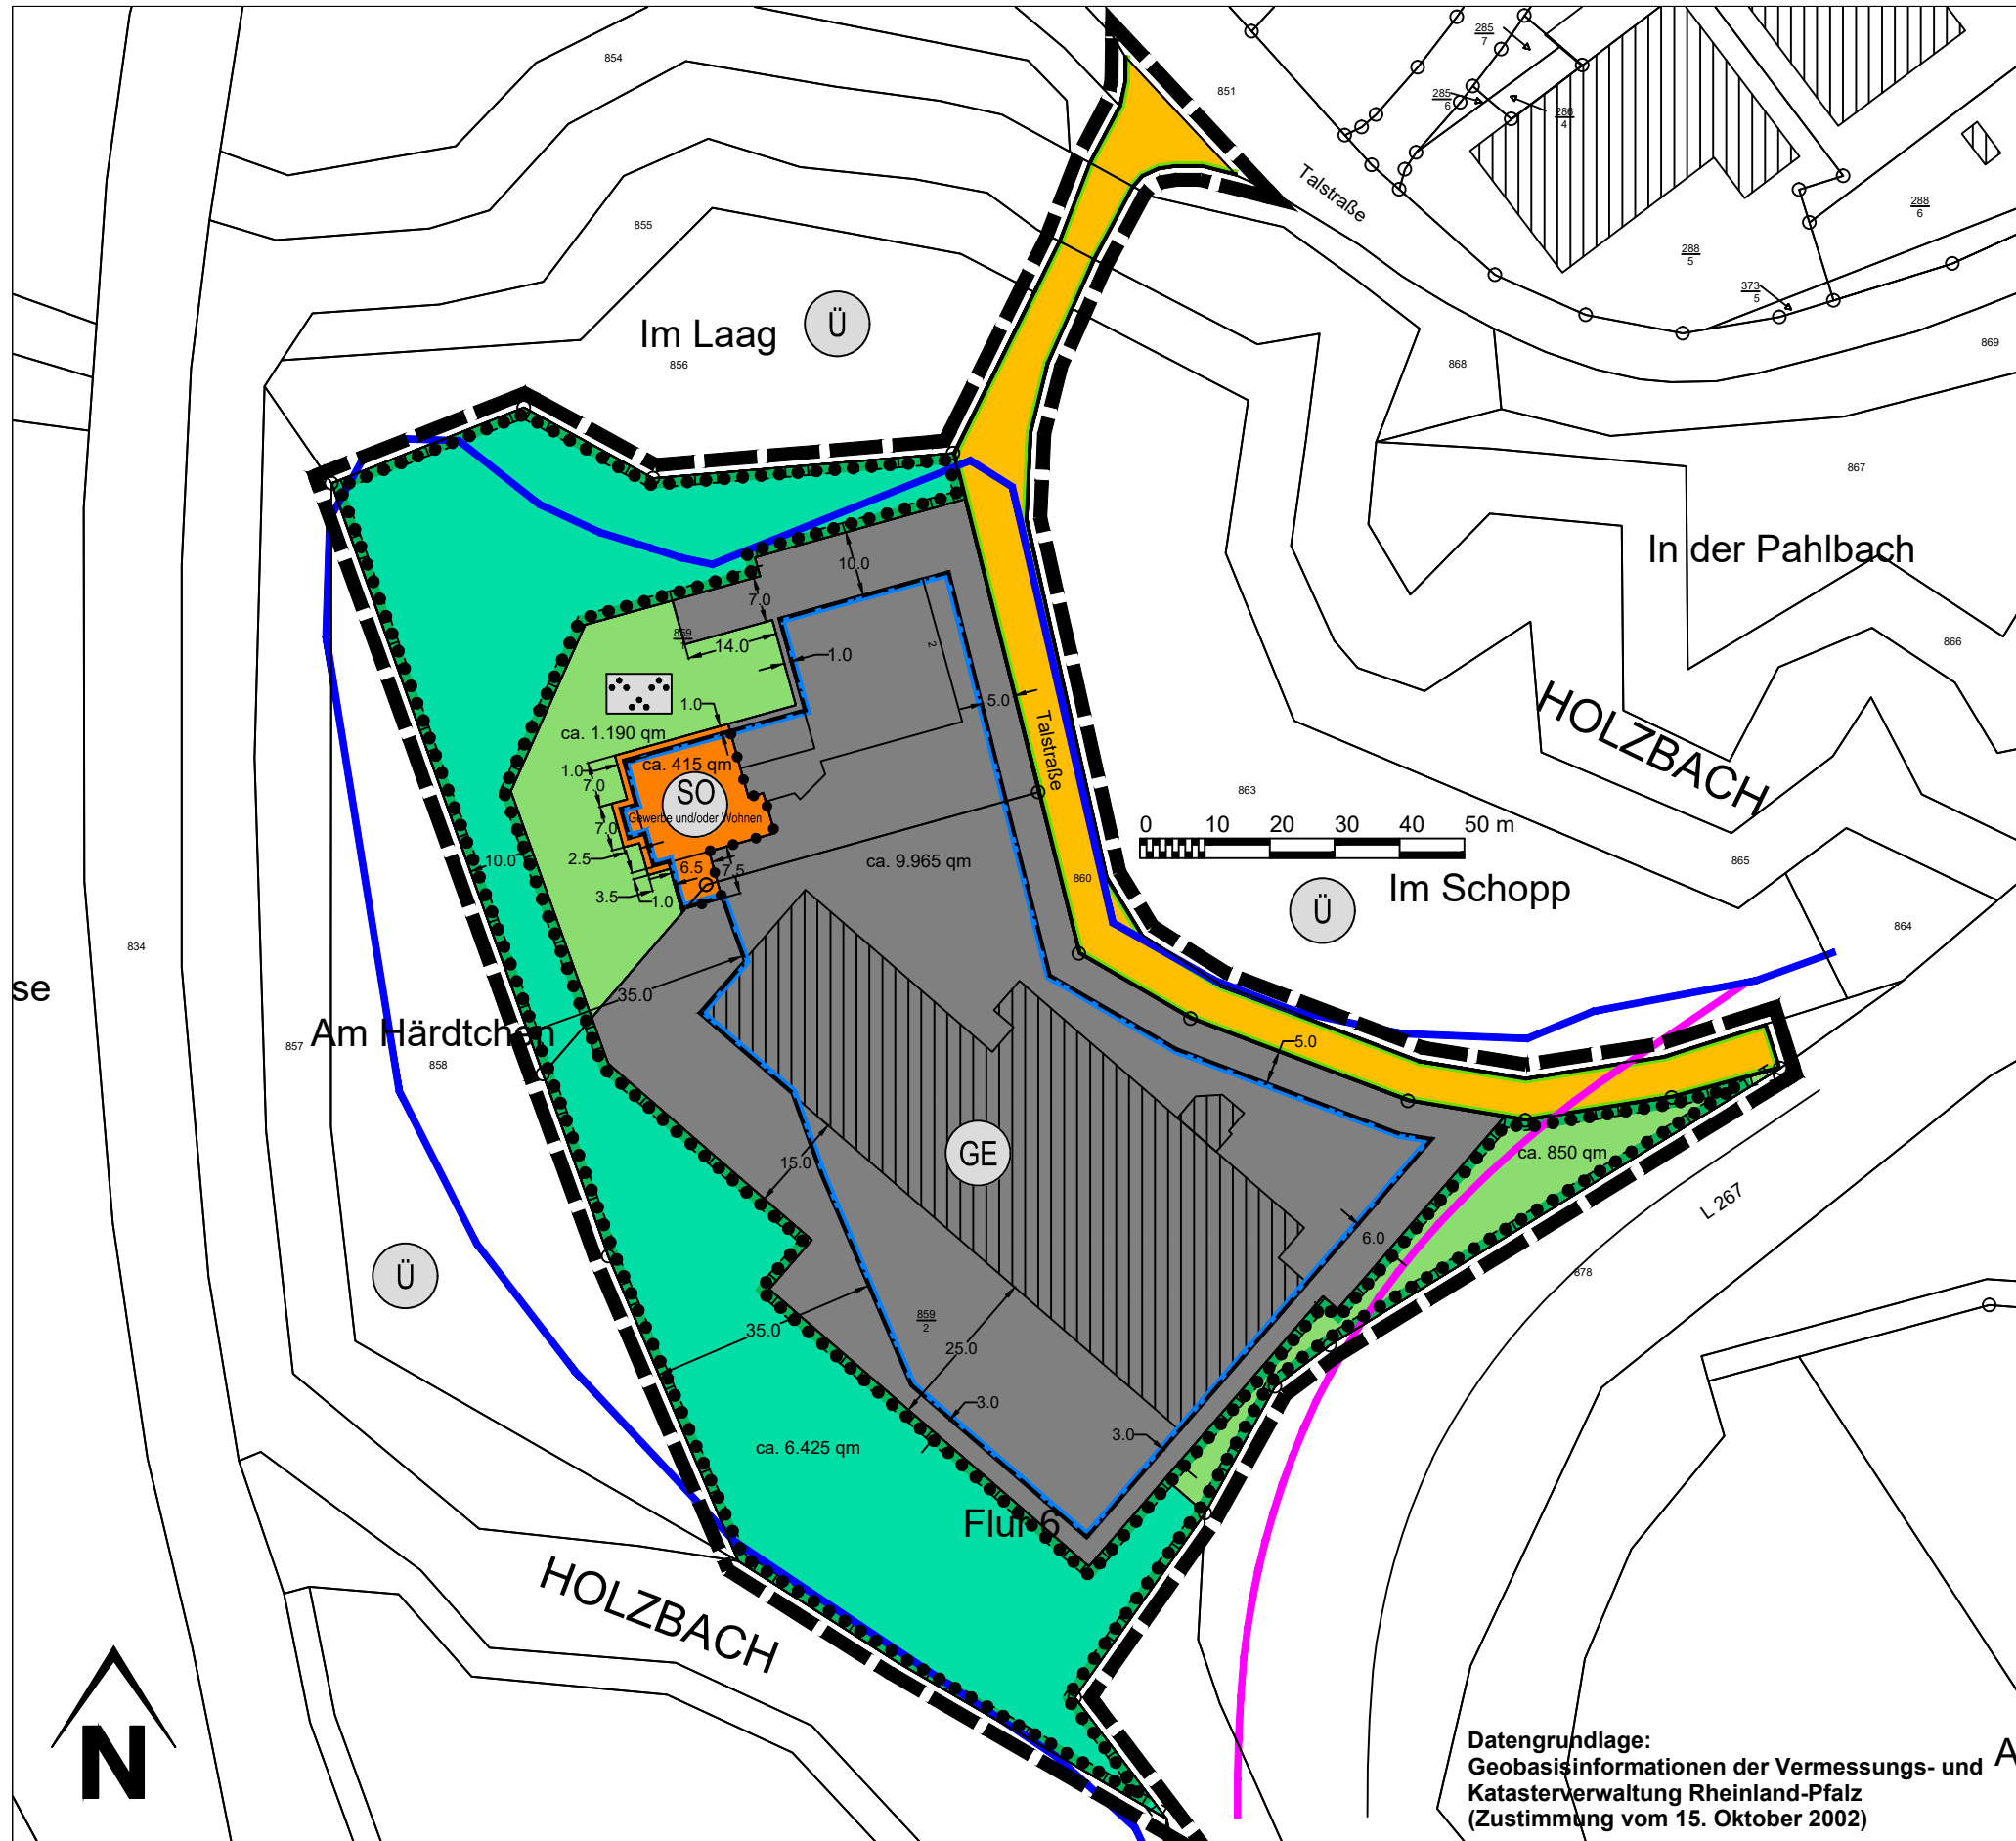 854
851
285
7
285
6
286
4
Talstraße
288
6
288
5
373
5
869
855
Im Laag
Ü
856
868
867
In der Pahlbach
866
10.0
7.0
859
14.0
1.0
2
5.0
Talstraße
1.0
ca. 1.190 qm
ca. 415 qm
1.0
7.0
SO
Gewerbe und/oder Wohnen
7.0
2.5
6.5
7.5
3.5
1.0
10.0
HOLZBACH
863
0 10 20 30 40 50 m
865
ca. 9.965 qm
860
Im Schopp
Ü
864
834
se
35.0
Am Härdtchen
857
858
5.0
GE
15.0
ca. 850 qm
L 267
6.0
878
Ü
859
2
35.0
25.0
3.0
3.0
ca. 6.425 qm
Flur 6
HOLZBACH
N
Datengrundlage:
Geobasisinformationen der Vermessungs- und
Katasterverwaltung Rheinland-Pfalz
(Zustimmung vom 15. Oktober 2002)
A